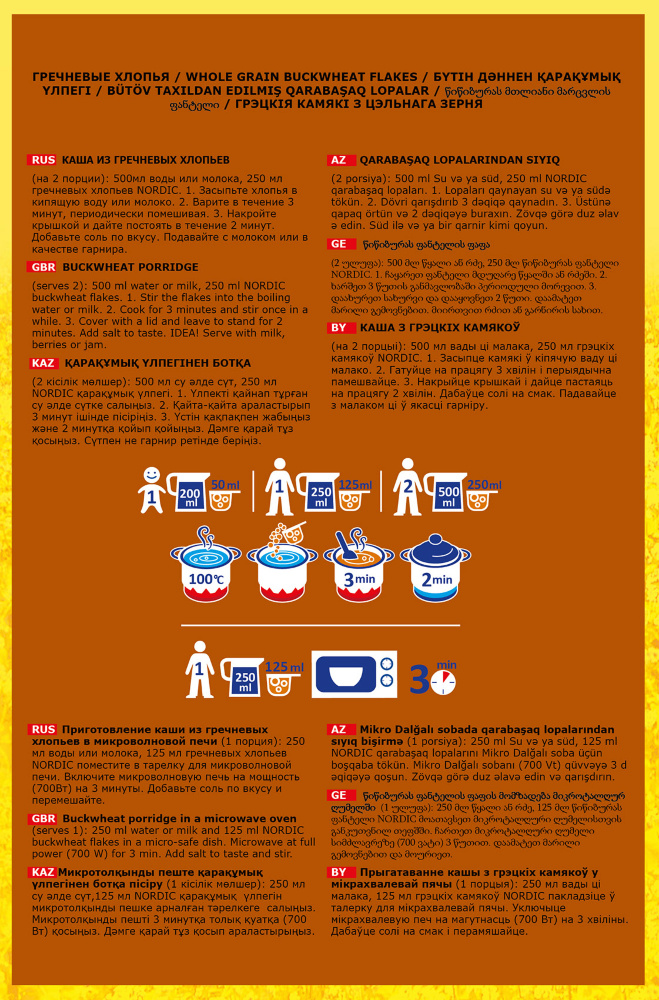 ГРЕЧНЕВЫЕ ХЛОПЬЯ / WHOLE GRAIN BUCKWHEAT FLAKES / БҮТІН ДӘННЕН ҚАРАҚҰМЫҚ
ҮЛПЕГІ / BÜTÖV TAXILDAN EDILMIŞ QARABAŞAQ LOPALAR / წიწიბურას მთლიანი მარცვლის
ფანტელი / ГРЭЦКІЯ КАМЯКІ З ЦЭЛЬНАГА ЗЕРНЯ
RUS КАША ИЗ ГРЕЧНЕВЫХ ХЛОПЬЕВ
(на 2 порции): 500мл воды или молока, 250 мл
гречневых хлопьев NORDIC. 1. Засыпьте хлопья в
кипящую воду или молоко. 2. Варите в течение 3
минут, периодически помешивая. 3. Накройте
крышкой и дайте постоять в течение 2 минут.
Добавьте соль по вкусу. Подавайте с молоком или в
качестве гарнира.
GBR BUCKWHEAT PORRIDGE
(serves 2): 500 ml water or milk, 250 ml NORDIC
buckwheat flakes. 1. Stir the flakes into the boiling
water or milk. 2. Cook for 3 minutes and stir once in a
while. 3. Cover with a lid and leave to stand for 2
minutes. Add salt to taste. IDEA! Serve with milk,
berries or jam.
KAZ ҚАРАҚҰМЫҚ ҮЛПЕГІНЕН БОТҚА
(2 кісілік мөлшер): 500 мл су әлде сүт, 250 мл
NORDIC қарақұмық үлпегі. 1. Үлпекті қайнап тұрған
су әлде сүтке салыңыз. 2. Қайта-қайта араластырып
3 минут ішінде пісіріңіз. 3. Үстін қақпақпен жабыңыз
және 2 минутқа қойып қойыңыз. Дәмге қарай тұз
қосыңыз. Сүтпен не гарнир ретінде беріңіз.
AZ QARABAŞAQ LOPALARINDAN SIYIQ
(2 porsiya): 500 ml Su və ya süd, 250 ml NORDIC
qarabaşaq lopaları. 1. Lopaları qaynayan su və ya südə
tökün. 2. Dövri qarışdırıb 3 dəqiqə qaynadın. 3. Üstünə
qapaq örtün və 2 dəqiqəyə buraxın. Zövqə görə duz əlav
ə edin. Süd ilə və ya bir qarnir kimi qoyun.
GE წიწიბურას ფანტელის ფაფა
(2 ულუფა): 500 მლ წყალი ან რძე, 250 მლ წიწიბურას ფანტელი
NORDIC. 1. ჩაყარეთ ფანტელი მდუღარე წყალში ან რძეში. 2.
ხარშეთ 3 წუთის განმავლობაში პერიოდული მორევით. 3.
დაახურეთ სახურვი და დააყოვნეთ 2 წუთი. დაამატეთ
მარილი გემოვნებით. მიირთვით რძით ან გარნირის სახით.
BY КАША З ГРЭЦКІХ КАМЯКОЎ
(на 2 порцыі): 500 мл вады ці малака, 250 мл грэцкіх
камякоў NORDIC. 1. Засыпце камякі ў кіпячую ваду ці
малако. 2. Гатуйце на працягу 3 хвілін і перыядычна
памешвайце. 3. Накрыйце крышкай і дайце пастаяць
на працягу 2 хвілін. Дабаўце солі на смак. Падавайце
з малаком ці ў якасці гарніру.
1 200 ml 50 ml 1 250 ml 125ml 2 500 ml 250ml
100°C 3min 2min
1 250 ml 125 ml 3 min
RUS Приготовление каши из гречневых
хлопьев в микроволновой печи (1 порция): 250
мл воды или молока, 125 мл гречневых хлопьев
NORDIC поместите в тарелку для микроволновой
печи. Включите микроволновую печь на мощность
(700Вт) на 3 минуты. Добавьте соль по вкусу и
перемешайте.
GBR Buckwheat porridge in a microwave oven
(serves 1): 250 ml water or milk and 125 ml NORDIC
buckwheat flakes in a micro-safe dish. Microwave at full
power (700 W) for 3 min. Add salt to taste and stir.
KAZ Микротолқынды пеште қарақұмық
үлпегінен ботқа пісіру (1 кісілік мөлшер): 250 мл
су әлде сүт,125 мл NORDIC қарақұмық үлпегін
микротолқынды пешке арналған тәрелкеге салыңыз.
Микротолқынды пешті 3 минутқа толық қуатқа (700
Вт) қосыңыз. Дәмге қарай тұз қосып араластырыңыз.
AZ Mikro Dalğalı sobada qarabaşaq lopalarından
sıyıq bişirmə (1 porsiya): 250 ml Su və ya süd, 125 ml
NORDIC qarabaşaq lopalarını Mikro Dalğalı soba üçün
boşqaba tökün. Mikro Dalğalı sobanı (700 Vt) qüvvəyə 3 d
əqiqəyə qoşun. Zövqə görə duz əlavə edin və qarışdırın.
GE წიწიბურას ფანტელის ფაფის მომზადება მიკროტალღურ
ღუმელში (1 ულუფა): 250 მლ წყალი ან რძე, 125 მლ წიწიბურას
ფანტელი NORDIC მოათავსეთ მიკროტალღური ღუმელისთვის
განკუთვნილ თეფშში. ჩართეთ მიკროტალღური ღუმელი
სიმძლავრეზე (700 ვატი) 3 წუთით. დაამატეთ მარილი
გემოვნებით და მოურიეთ.
BY Прыгатаванне кашы з грэцкіх камякоў у
мікрахвалевай пячы (1 порцыя): 250 мл вады ці
малака, 125 мл грэцкіх камякоў NORDIC пакладзіце ў
талерку для мікрахвалевай пячы. Уключыце
мікрахвалевую печ на магутнасць (700 Вт) на 3 хвіліны.
Дабаўце солі на смак і перамяшайце.